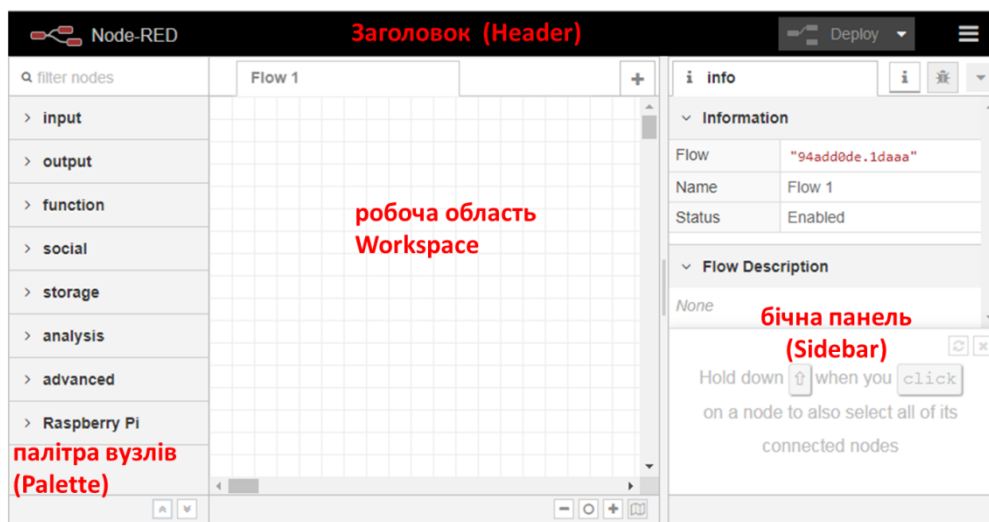 Node-RED
Заголовок (Header)
Deploy
filter nodes
Flow 1
i info
i
> input
> output
> function
> social
> storage
> analysis
> advanced
> Raspberry Pi
палітра вузлів
(Palette)
робоча область
Workspace
Information
Flow "94add0de.1daaa"
Name Flow 1
Status Enabled
Flow Description
None
бічна панель
(Sidebar)
Hold down ⇧ when you click
on a node to also select all of its
connected nodes